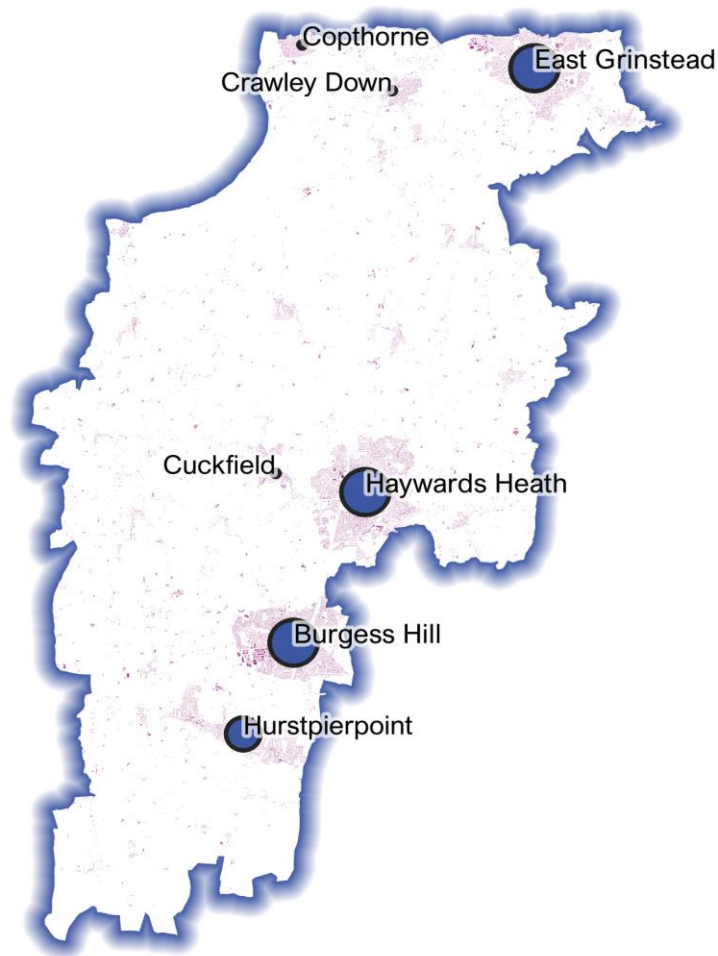 Copthorne
East Grinstead
Crawley Down
Cuckfield
Haywards Heath
Burgess Hill
Hurstpierpoint